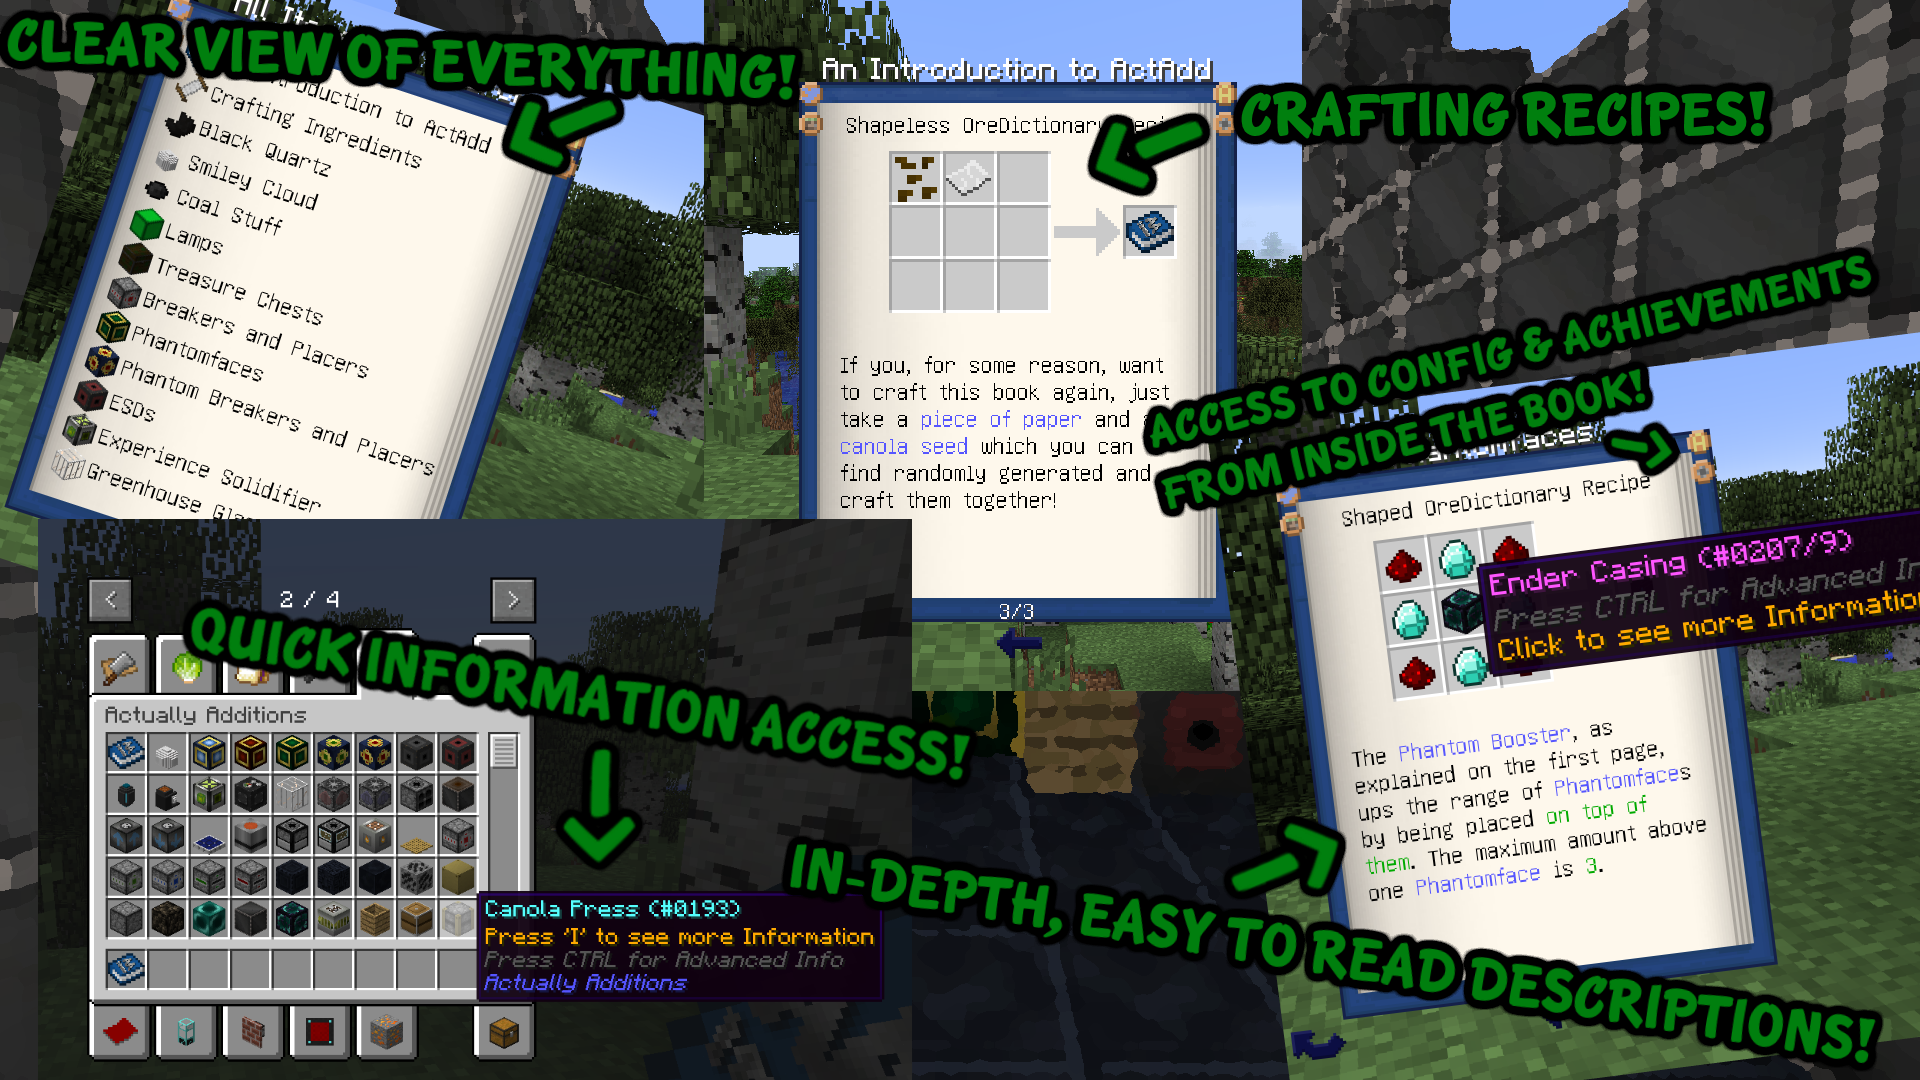 CLEAR VIEW OF EVERYTHING!
Introduction to ActAdd
Crafting Ingredients
Black Quartz
Smiley Cloud
Coal Stuff
Lamps
Treasure Chests
Breakers and Placers
Phantomfaces
Phantom Breakers and Placers
ESDs
Experience Solidifier
Greenhouse
An Introduction to ActAdd
Shapeless OreDictionary
CRAFTING RECIPES!
If you, for some reason, want
to craft this book again, just
take a piece of paper and
canola seed which you can
find randomly generated and
craft them together!
3/3
ACCESS TO CONFIG & ACHIEVEMENTS
FROM INSIDE THE BOOK!
Shaped OreDictionary Recipe
Ender Casing (#0207/9)
Press CTRL for Advanced
Click to see more
The Phantom Booster, as
explained on the first page,
ups the range of Phantomfaces
by being placed on top of
them. The maximum amount above
one Phantomface is 3.
< 2 / 4 >
QUICK INFORMATION ACCESS!
Actually Additions
Canola Press (#0193)
Press 'I' to see more Information
Press CTRL for Advanced Info
Actually Additions
IN-DEPTH, EASY TO READ DESCRIPTIONS!